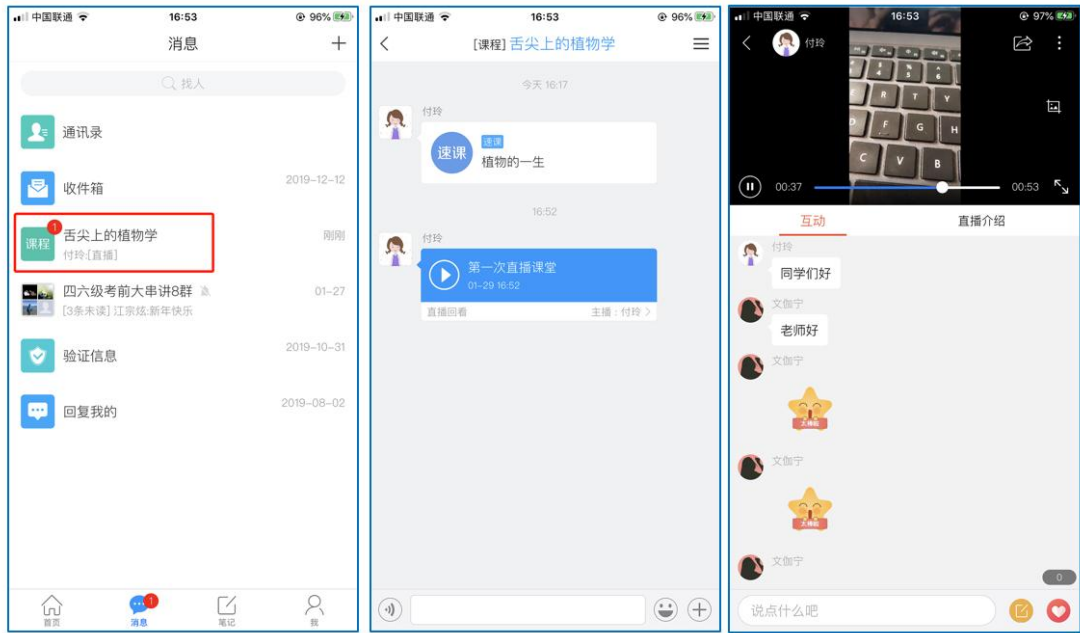 中国联通
16:53
96%
消息
找人
通讯录
收件箱
2019-12-12
课程
1
舌尖上的植物学
刚刚
付玲:[直播]
四六级考前大串讲8群
01-27
[3条未读] 江宗炫:新年快乐
验证信息
2019-10-31
回复我的
2019-08-02
首页
1
消息
笔记
我
中国联通
16:53
96%
[课程] 舌尖上的植物学
今天 16:17
付玲
速课
速课
植物的一生
16:52
付玲
第一次直播课堂
01-29 16:52
直播回看
主播：付玲
中国联通
16:53
97%
付玲
R T Y
F G H
C V B
00:37
00:53
互动
直播介绍
付玲
同学们好
文伽宁
老师好
文伽宁
文伽宁
文伽宁
0
说点什么吧